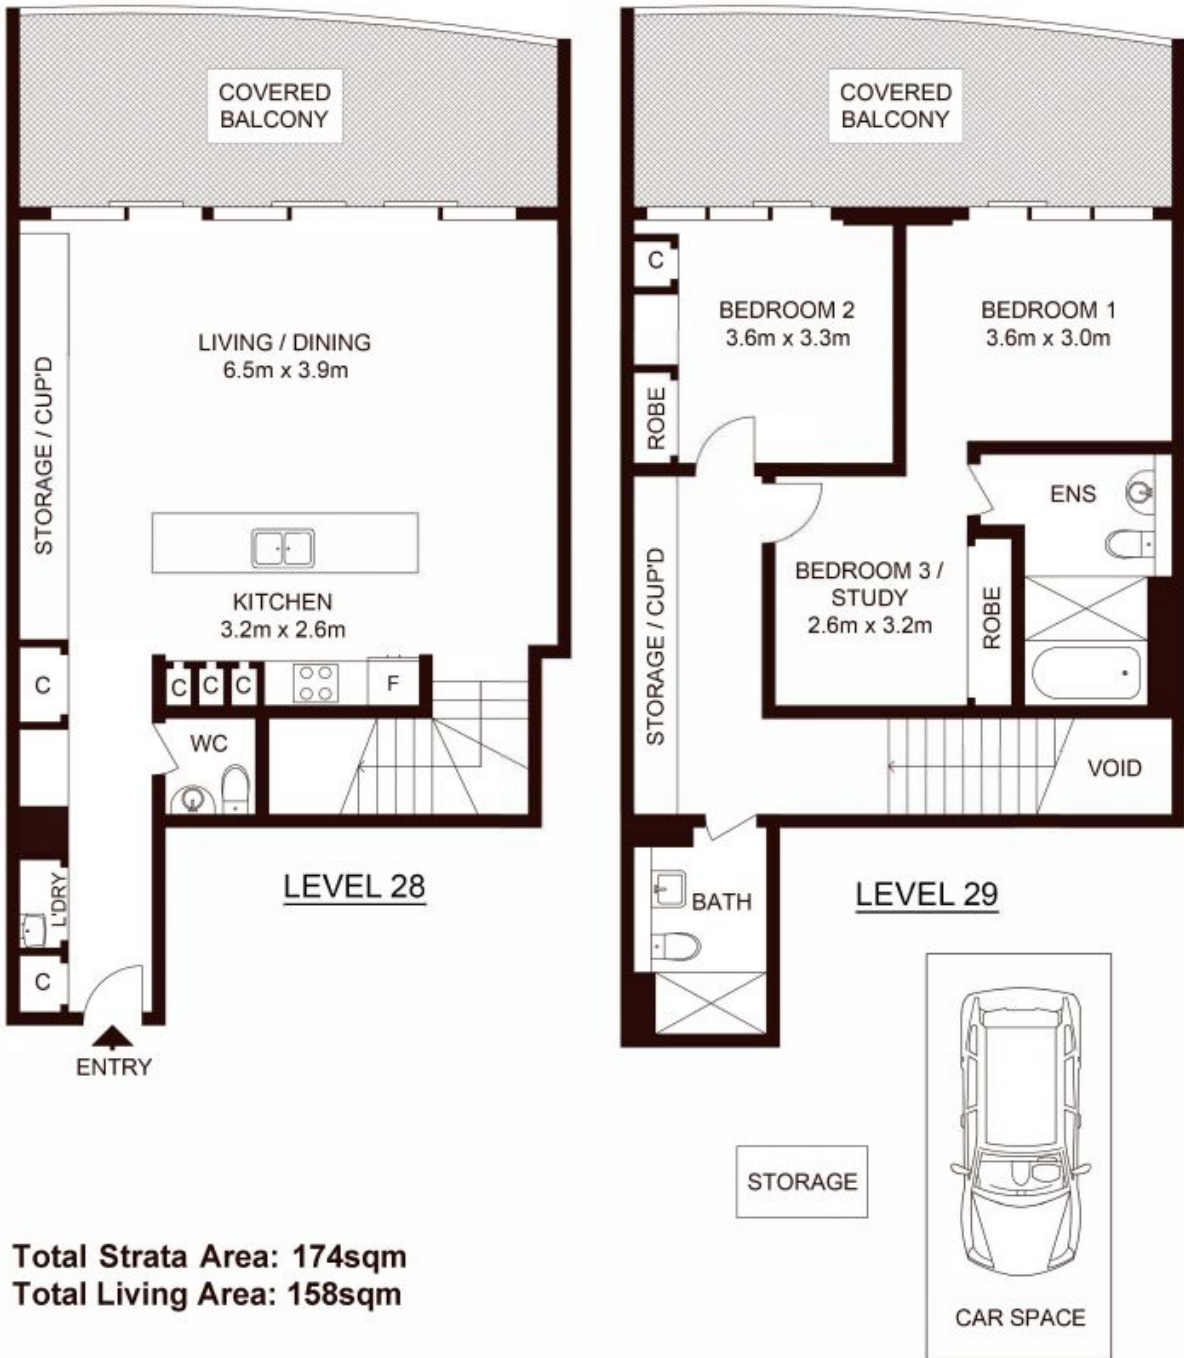 COVERED
BALCONY
LIVING / DINING
6.5m x 3.9m
STORAGE / CUP'D
KITCHEN
3.2m x 2.6m
C
C
C
C
F
WC
L'DRY
C
ENTRY
LEVEL 28
COVERED
BALCONY
C
BEDROOM 2
3.6m x 3.3m
BEDROOM 1
3.6m x 3.0m
ROBE
ENS
STORAGE / CUP'D
BEDROOM 3 /
STUDY
2.6m x 3.2m
ROBE
VOID
BATH
LEVEL 29
STORAGE
CAR SPACE
Total Strata Area: 174sqm
Total Living Area: 158sqm